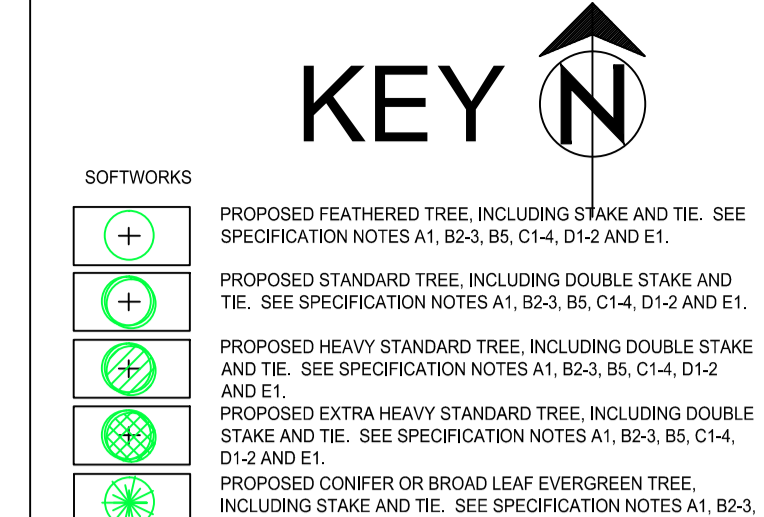 KEY N
SOFTWORKS
PROPOSED FEATHERED TREE, INCLUDING STAKE AND TIE. SEE
SPECIFICATION NOTES A1, B2-3, B5, C1-4, D1-2 AND E1.
PROPOSED STANDARD TREE, INCLUDING DOUBLE STAKE AND
TIE. SEE SPECIFICATION NOTES A1, B2-3, B5, C1-4, D1-2 AND E1.
PROPOSED HEAVY STANDARD TREE, INCLUDING DOUBLE STAKE
AND TIE. SEE SPECIFICATION NOTES A1, B2-3, B5, C1-4, D1-2
AND E1.
PROPOSED EXTRA HEAVY STANDARD TREE, INCLUDING DOUBLE
STAKE AND TIE. SEE SPECIFICATION NOTES A1, B2-3, B5, C1-4,
D1-2 AND E1.
PROPOSED CONIFER OR BROAD LEAF EVERGREEN TREE,
INCLUDING STAKE AND TIE. SEE SPECIFICATION NOTES A1, B2-3,